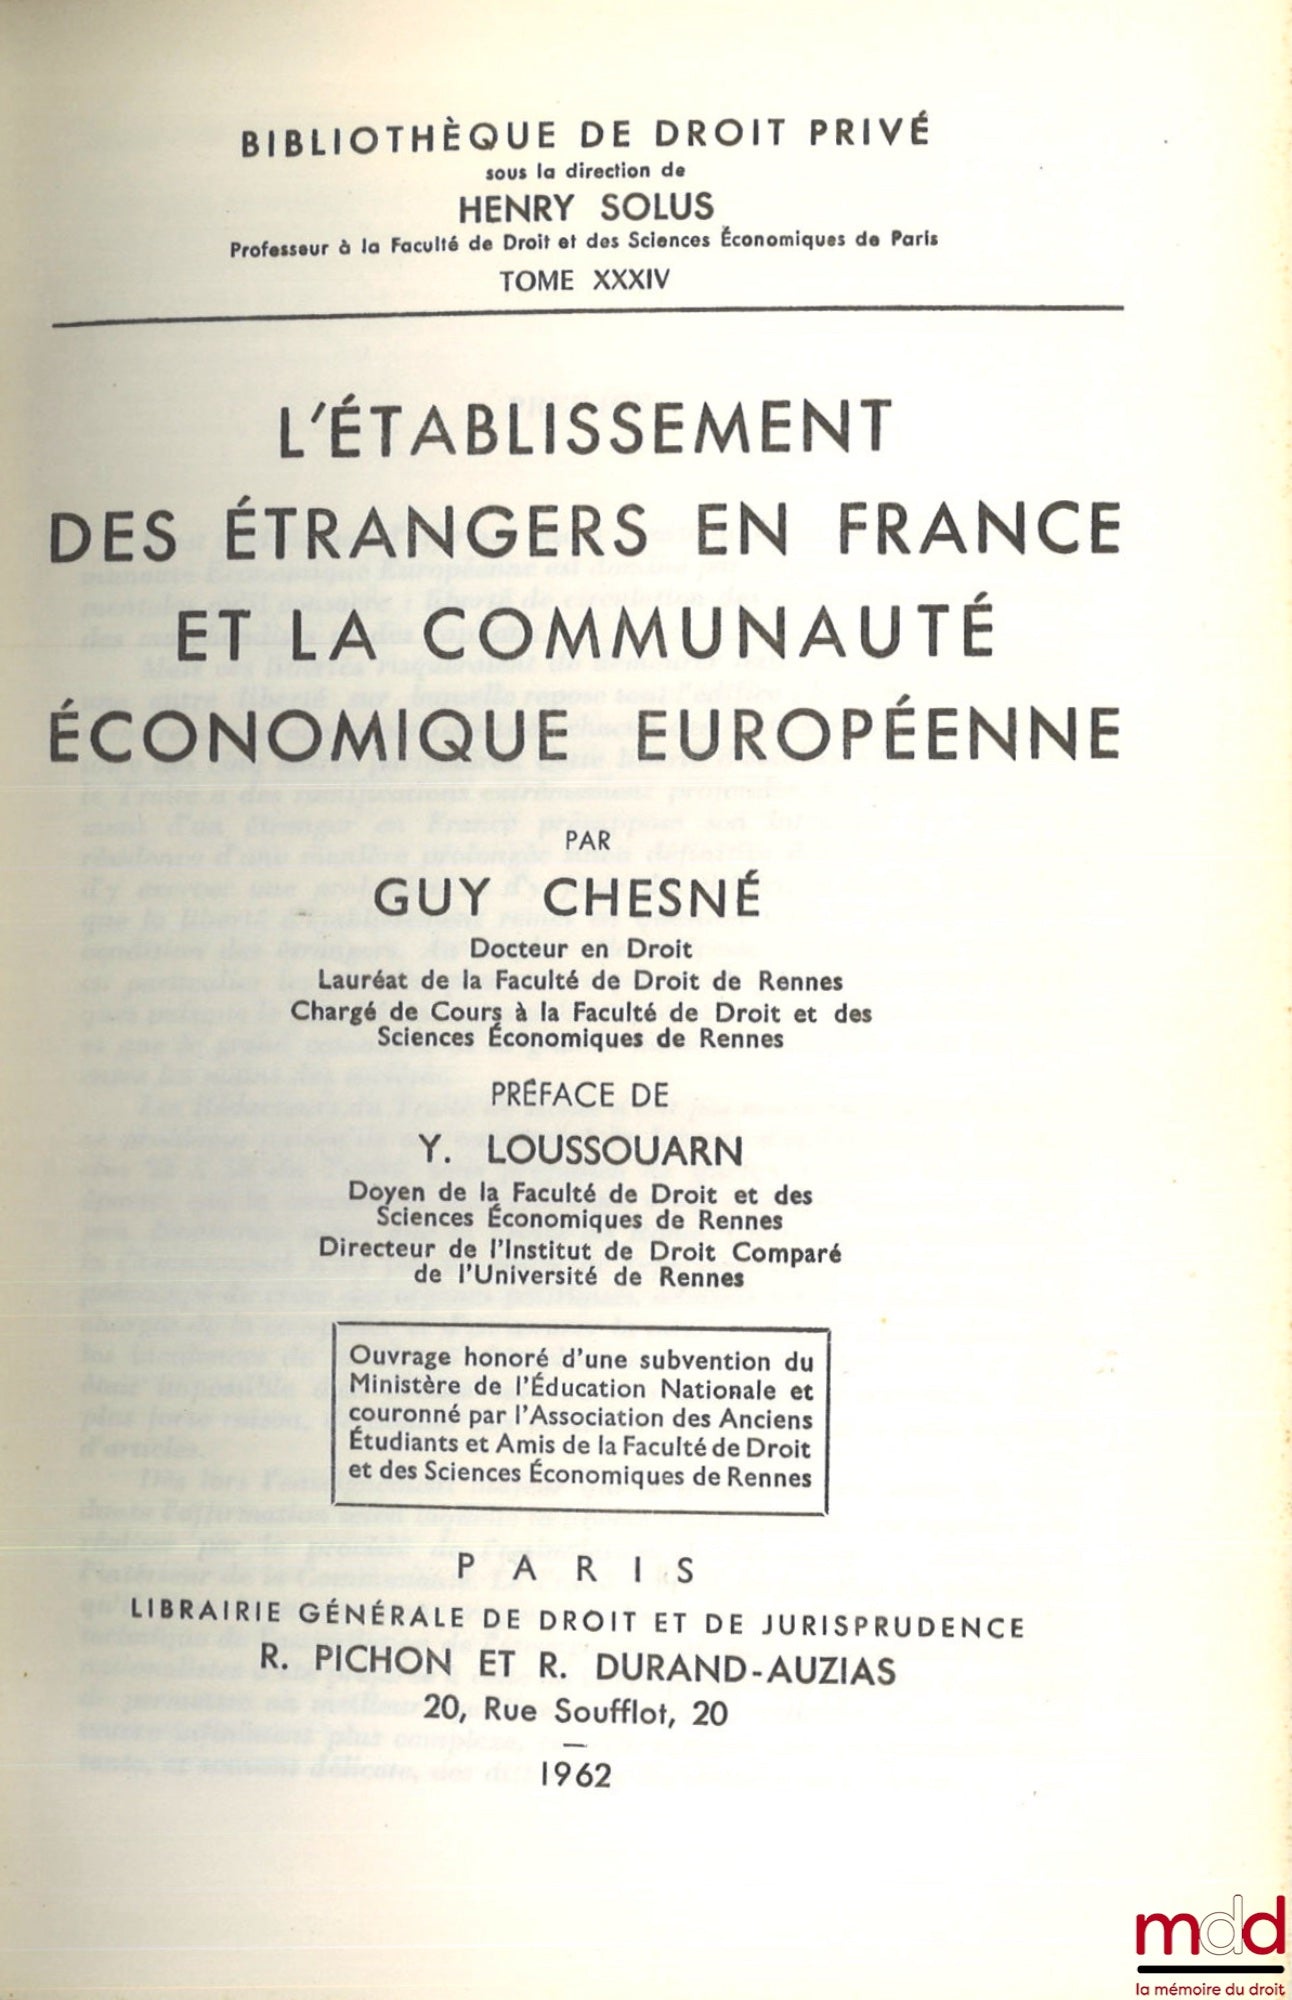 BIBLIOTHÈQUE DE DROIT PRIVÉ
sous la direction de
HENRY SOLUS
Professeur à la Faculté de Droit et des Sciences Économiques de Paris
TOME XXXIV
L'ÉTABLISSEMENT
DES ÉTRANGERS EN FRANCE
ET LA COMMUNAUTÉ
ÉCONOMIQUE EUROPÉENNE
PAR
GUY CHESNÉ
Docteur en Droit
Lauréat de la Faculté de Droit de Rennes
Chargé de Cours à la Faculté de Droit et des
Sciences Économiques de Rennes
PRÉFACE DE
Y. LOUSSOUARN
Doyen de la Faculté de Droit et des
Sciences Économiques de Rennes
Directeur de l'Institut de Droit Comparé
de l'Université de Rennes
Ouvrage honoré d'une subvention du
Ministère de l'Éducation Nationale et
couronné par l'Association des Anciens
Étudiants et Amis de la Faculté de Droit
et des Sciences Économiques de Rennes
PARIS
LIBRAIRIE GÉNÉRALE DE DROIT ET DE JURISPRUDENCE
R. PICHON ET R. DURAND-AUZIAS
20, Rue Soufflot, 20
1962
mdd
la mémoire du droit